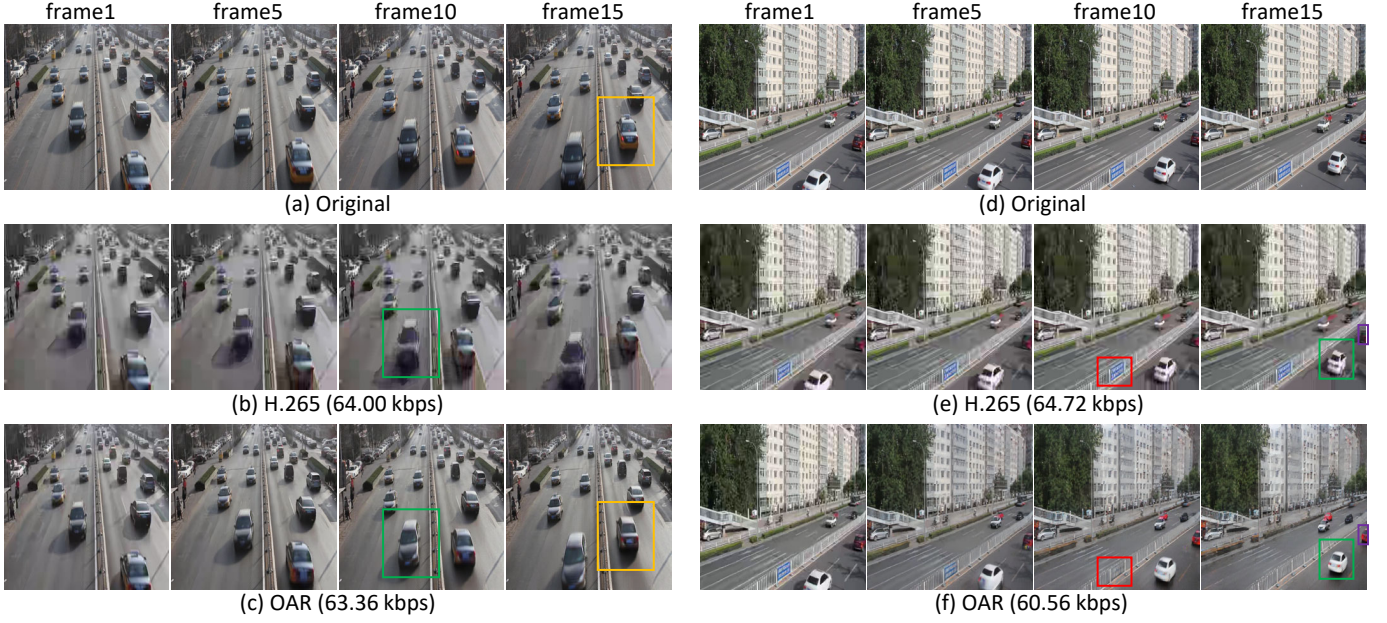 frame1 frame5 frame10 frame15 frame1 frame5 frame10 frame15
(a) Original (d) Original
(b) H.265 (64.00 kbps) (e) H.265 (64.72 kbps)
(c) OAR (63.36 kbps) (f) OAR (60.56 kbps)